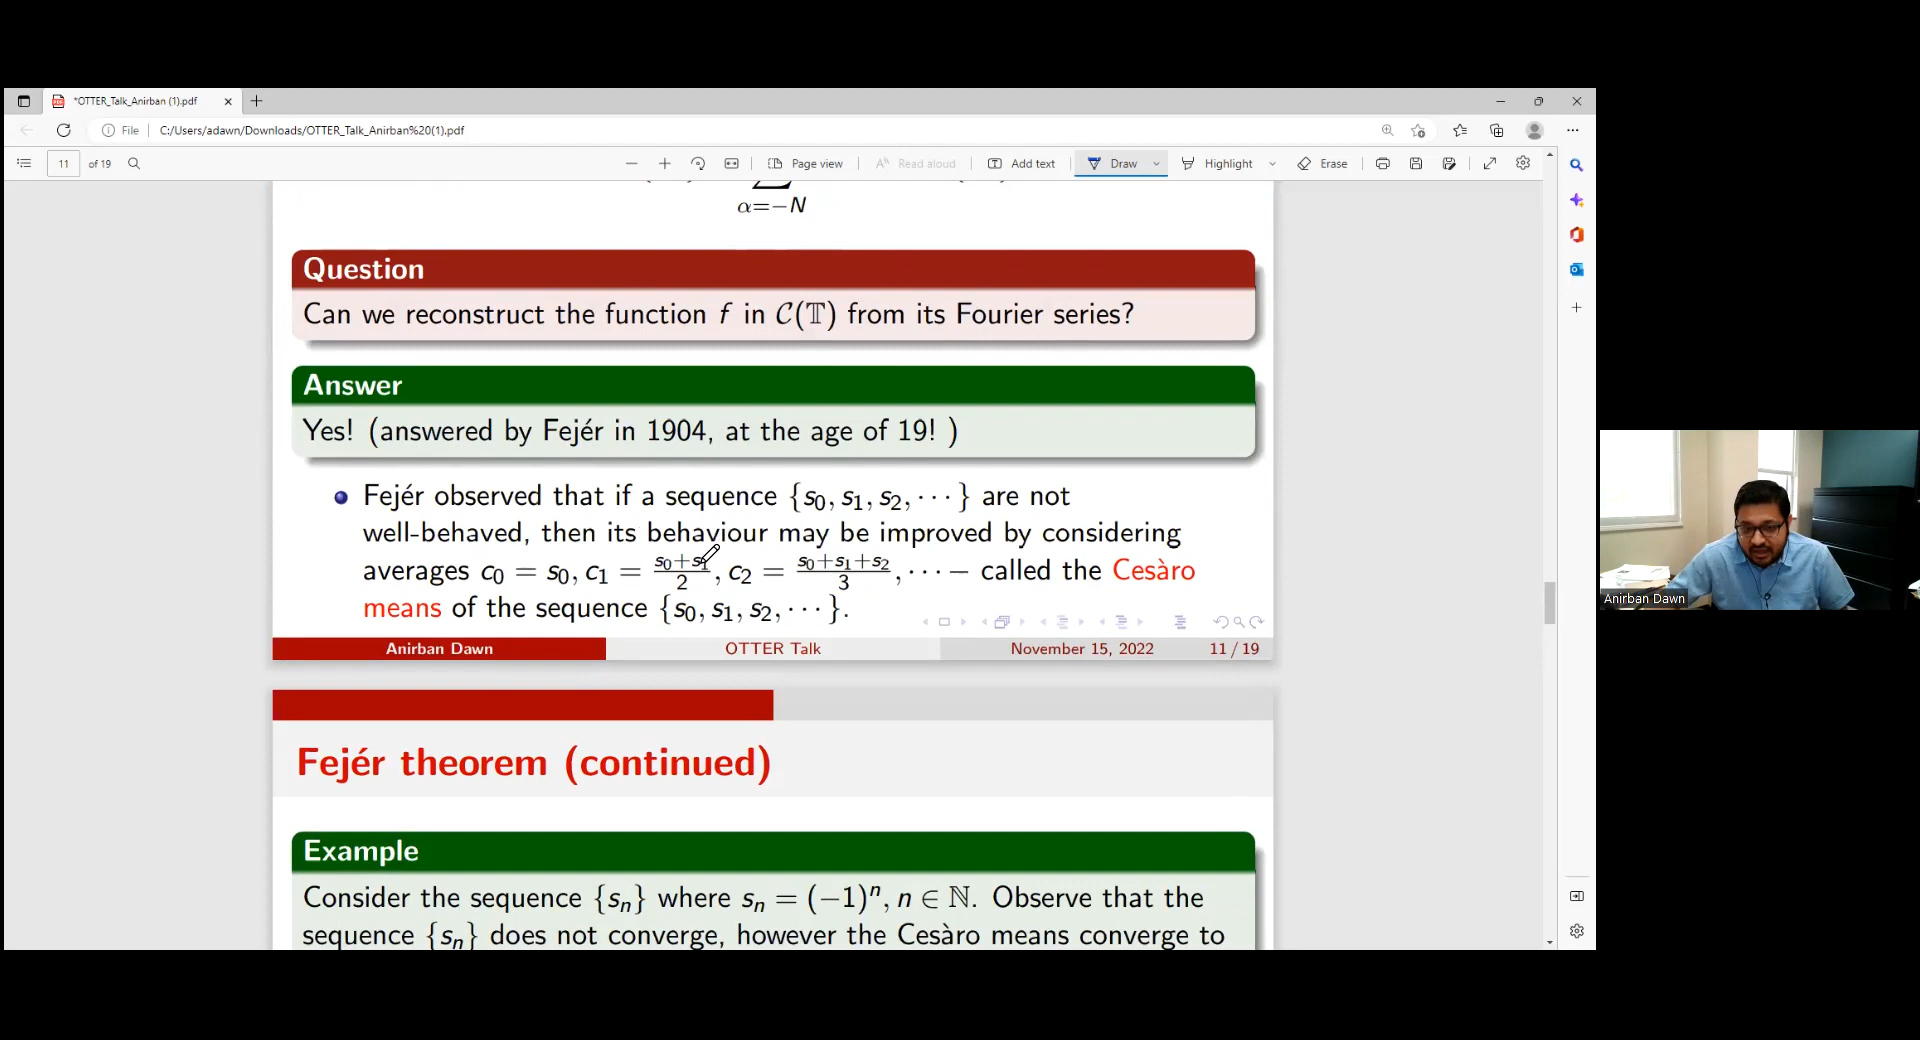 *OTTER_Talk_Anirban (1).pdf
File
C:/Users/adawn/Downloads/OTTER_Talk_Anirban%20(1).pdf
11 of 19
Page view
Read aloud
Add text
Draw
Highlight
Erase
α=−N
Question
Can we reconstruct the function f in 𝒞(𝕋) from its Fourier series?
Answer
Yes! (answered by Fejér in 1904, at the age of 19! )
Fejér observed that if a sequence {s₀, s₁, s₂, ⋯} are not
well-behaved, then its behaviour may be improved by considering
averages c₀ = s₀, c₁ = (s₀+s₁)/2, c₂ = (s₀+s₁+s₂)/3, ⋯ − called the Cesàro
means of the sequence {s₀, s₁, s₂, ⋯}.
Anirban Dawn
OTTER Talk
November 15, 2022
11 / 19
Fejér theorem (continued)
Example
Consider the sequence {sₙ} where sₙ = (−1)ⁿ, n ∈ ℕ. Observe that the
sequence {sₙ} does not converge, however the Cesàro means converge to
Anirban Dawn